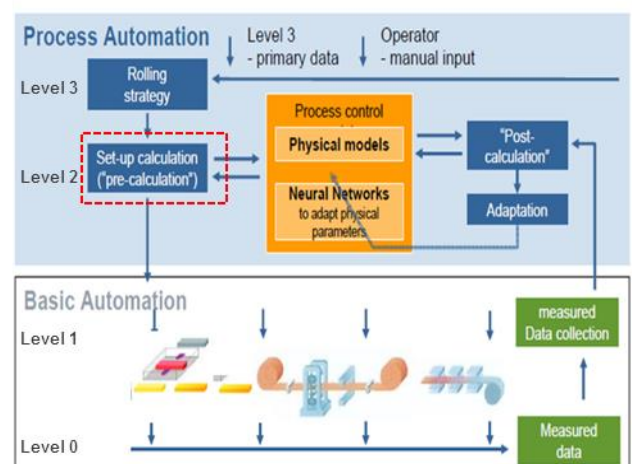 Process Automation
Level 3
- primary data
Operator
- manual input
Level 3
Rolling
strategy
Process control
Physical models
"Post-
calculation"
Level 2
Set-up calculation
("pre-calculation")
Neural Networks
to adapt physical
parameters
Adaptation
Basic Automation
Level 1
measured
Data collection
Level 0
Measured
data